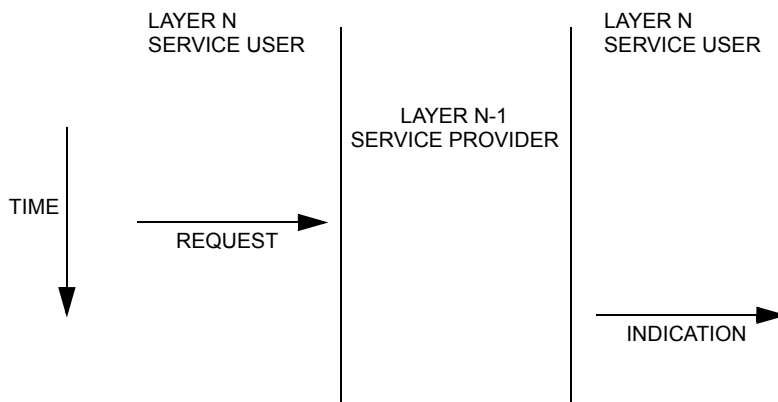 LAYER N
SERVICE USER
LAYER N
SERVICE USER
LAYER N-1
SERVICE PROVIDER
TIME
REQUEST
INDICATION